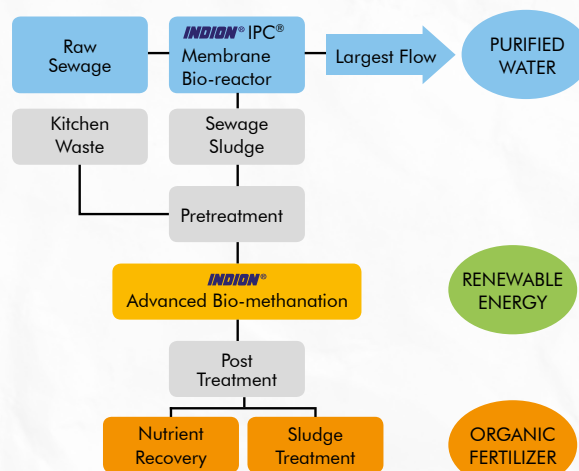 Raw
Sewage
INDION® IPC®
Membrane
Bio-reactor
Largest Flow
PURIFIED
WATER
Kitchen
Waste
Sewage
Sludge
Pretreatment
INDION®
Advanced Bio-methanation
RENEWABLE
ENERGY
Post
Treatment
Nutrient
Recovery
Sludge
Treatment
ORGANIC
FERTILIZER